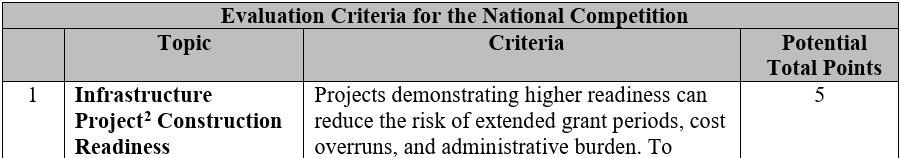 Evaluation Criteria for the National Competition
Topic Criteria Potential
Total Points
1 Infrastructure Projects demonstrating higher readiness can 5
Project² Construction reduce the risk of extended grant periods, cost
Readiness overruns, and administrative burden. To